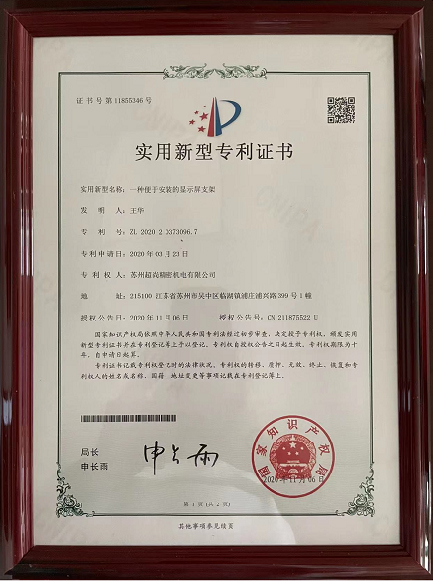 证书号第11855346号
实用新型专利证书
实用新型名称：一种便于安装的显示屏支架
发明人：王华
专利号：ZL 2020 2 0373096.7
专利申请日：2020年03月23日
专利权人：苏州超尚精密机电有限公司
地址：215100 江苏省苏州市吴中区临湖镇浦庄浦兴路399号1幢
授权公告日：2020年11月06日 授权公告号：CN 211875522 U
国家知识产权局依照中华人民共和国专利法经过初步审查，决定授予专利权，颁发实用
新型专利证书并在专利登记簿上予以登记。专利权自授权公告之日起生效。专利权期限为十
年，自申请日起算。
专利证书记载专利权登记时的法律状况。专利权的转移、质押、无效、终止、恢复和专利
权人的姓名或名称、国籍、地址变更等事项记载在专利登记簿上。
局长
申长雨
申长雨
国家知识产权局
2020年11月06日
第1页(共2页)
其他事项参见续页